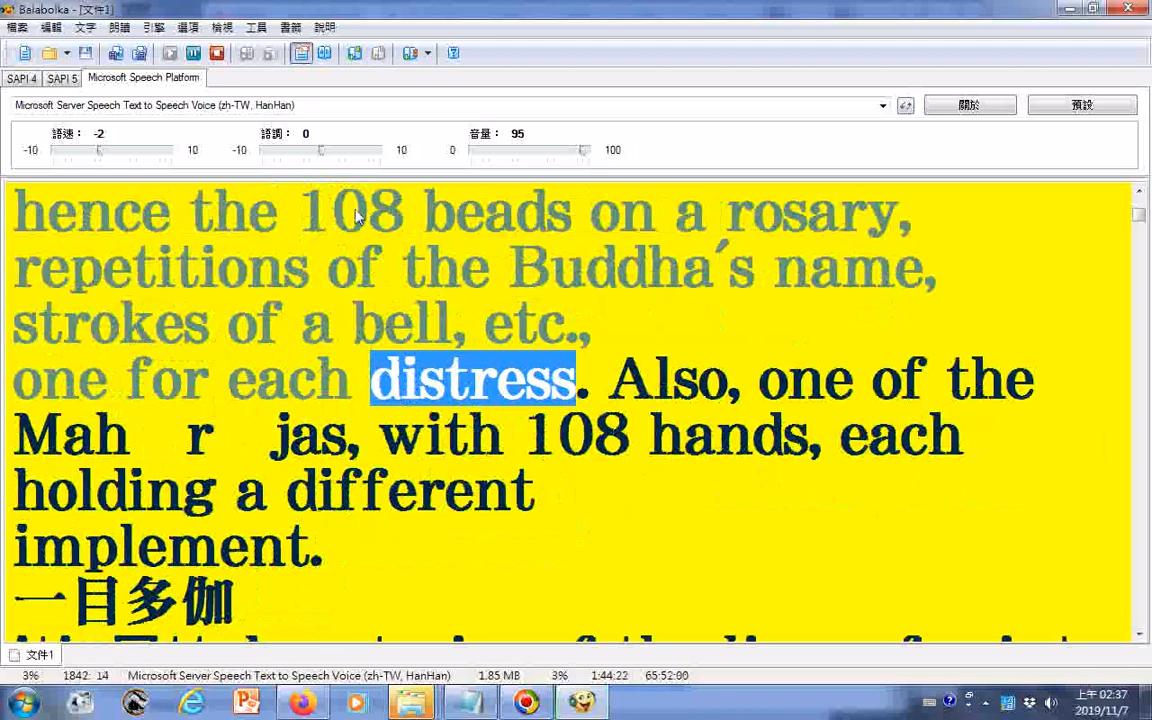 Balabolka - [文件1]
檔案 編輯 文字 朗讀 引擎 選項 檢視 工具 書籤 說明
SAPI 4 SAPI 5 Microsoft Speech Platform
Microsoft Server Speech Text to Speech Voice (zh-TW, HanHan) 關於 預設
語速: -2 語調: 0 音量: 95
-10 10 -10 10 0 100
hence the 108 beads on a rosary,
repetitions of the Buddha´s name,
strokes of a bell, etc.,
one for each distress. Also, one of the
Mah r jas, with 108 hands, each
holding a different
implement.
一目多伽
文件1
3% 1842: 14 Microsoft Server Speech Text to Speech Voice (zh-TW, HanHan) 1.85 MB 3% 1:44:22 65:52:00
上午 02:37
2019/11/7